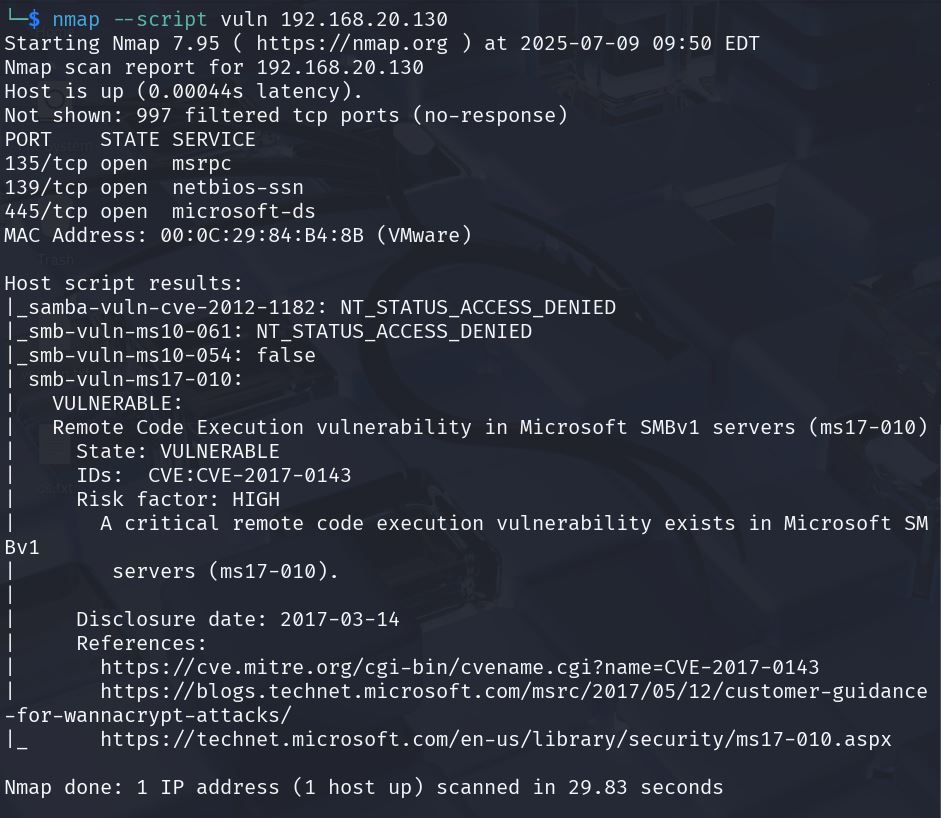 └─$ nmap --script vuln 192.168.20.130
Starting Nmap 7.95 ( https://nmap.org ) at 2025-07-09 09:50 EDT
Nmap scan report for 192.168.20.130
Host is up (0.00044s latency).
Not shown: 997 filtered tcp ports (no-response)
PORT    STATE SERVICE
135/tcp open  msrpc
139/tcp open  netbios-ssn
445/tcp open  microsoft-ds
MAC Address: 00:0C:29:84:B4:8B (VMware)
Trash
Host script results:
|_samba-vuln-cve-2012-1182: NT_STATUS_ACCESS_DENIED
|_smb-vuln-ms10-061: NT_STATUS_ACCESS_DENIED
|_smb-vuln-ms10-054: false
| smb-vuln-ms17-010:
|   VULNERABLE:
|   Remote Code Execution vulnerability in Microsoft SMBv1 servers (ms17-010)
|     State: VULNERABLE
|     IDs:  CVE:CVE-2017-0143
|     Risk factor: HIGH
|       A critical remote code execution vulnerability exists in Microsoft SM
Bv1
|        servers (ms17-010).
|
|     Disclosure date: 2017-03-14
|     References:
|       https://cve.mitre.org/cgi-bin/cvename.cgi?name=CVE-2017-0143
|       https://blogs.technet.microsoft.com/msrc/2017/05/12/customer-guidance
-for-wannacrypt-attacks/
|_      https://technet.microsoft.com/en-us/library/security/ms17-010.aspx
Nmap done: 1 IP address (1 host up) scanned in 29.83 seconds